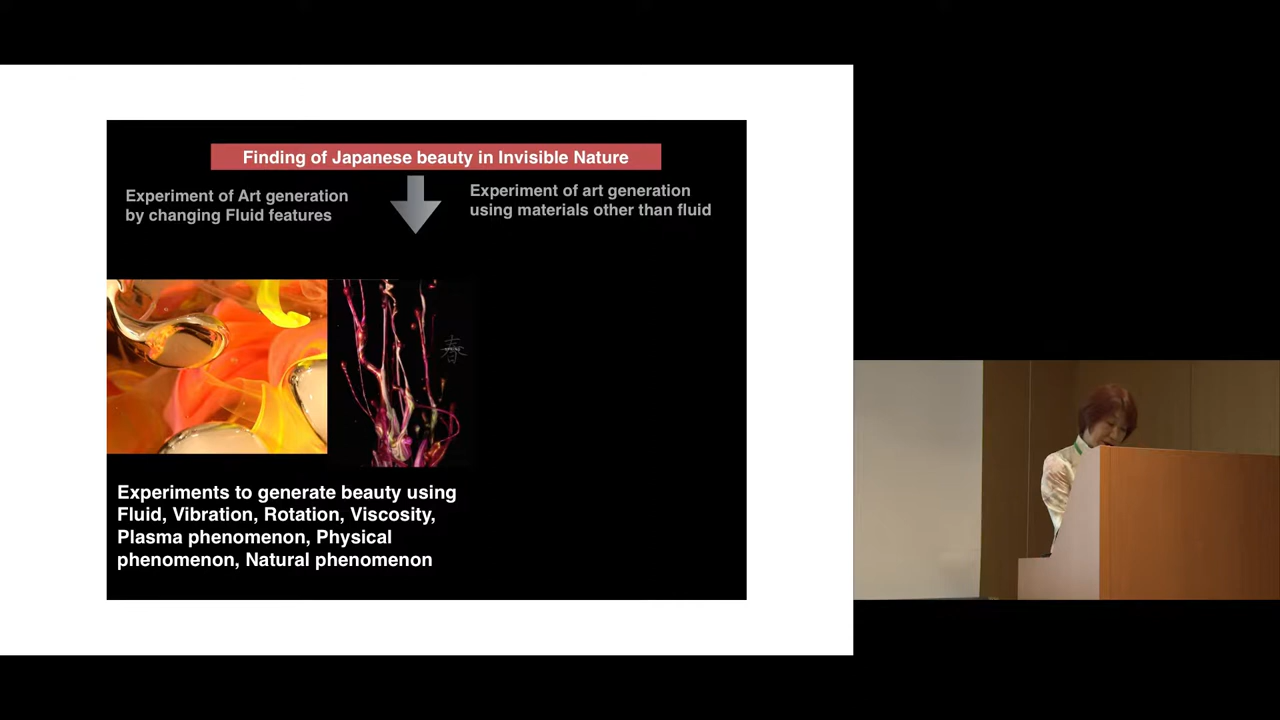 Finding of Japanese beauty in Invisible Nature
Experiment of Art generation
by changing Fluid features
Experiment of art generation
using materials other than fluid
春
Experiments to generate beauty using
Fluid, Vibration, Rotation, Viscosity,
Plasma phenomenon, Physical
phenomenon, Natural phenomenon